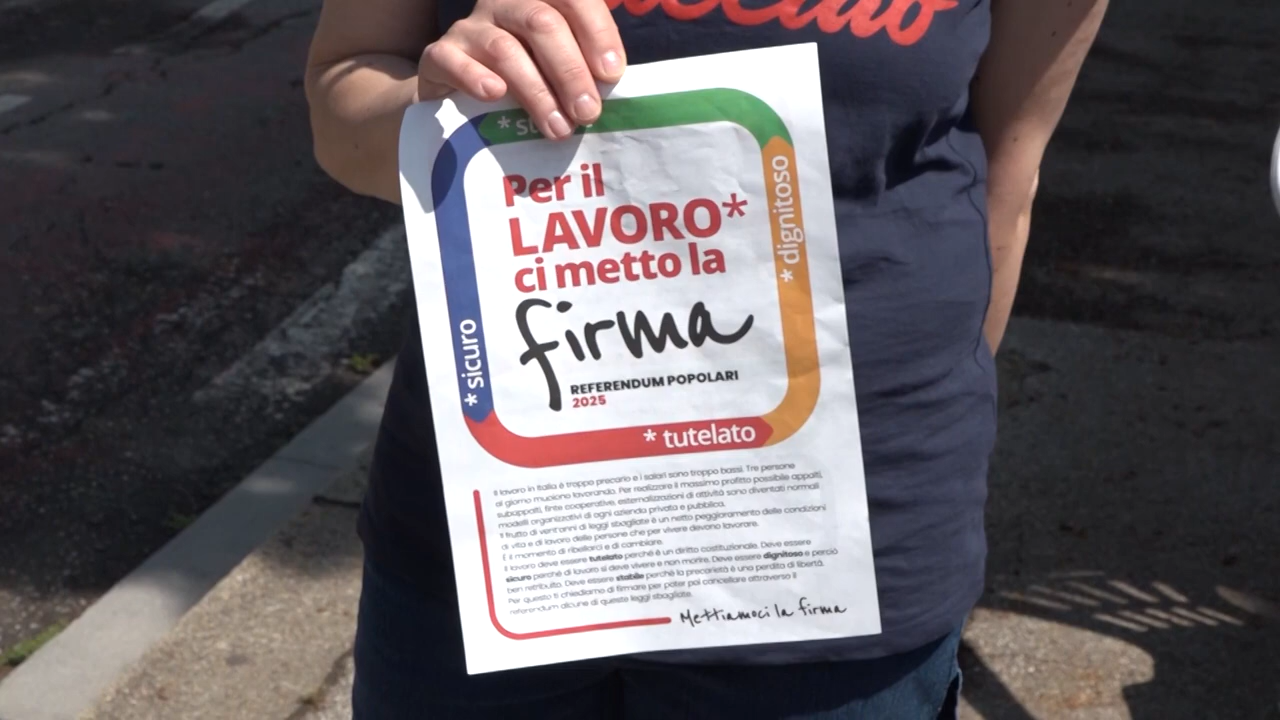 * st
Per il
LAVORO*
ci metto la
firma
REFERENDUM POPOLARI
2025
* dignitoso
* sicuro
* tutelato
Il lavoro in Italia è troppo precario e i salari sono troppo bassi. Tre persone
al giorno muoiono lavorando. Per realizzare il massimo profitto possibile appalti,
subappalti, finte cooperative, esternalizzazioni di attività sono diventati normali
modelli organizzativi di ogni azienda privata e pubblica.
Il frutto di vent'anni di leggi sbagliate è un netto peggioramento delle condizioni
di vita e di lavoro delle persone che per vivere devono lavorare.
È il momento di ribellarci e di cambiare.
Il lavoro deve essere tutelato perché è un diritto costituzionale. Deve essere
sicuro perché di lavoro si deve vivere e non morire. Deve essere dignitoso e perciò
ben retribuito. Deve essere stabile perché la precarietà è una perdita di libertà.
Per questo ti chiediamo di firmare per poter poi cancellare attraverso il
referendum alcune di queste leggi sbagliate.
Mettiamoci la firma